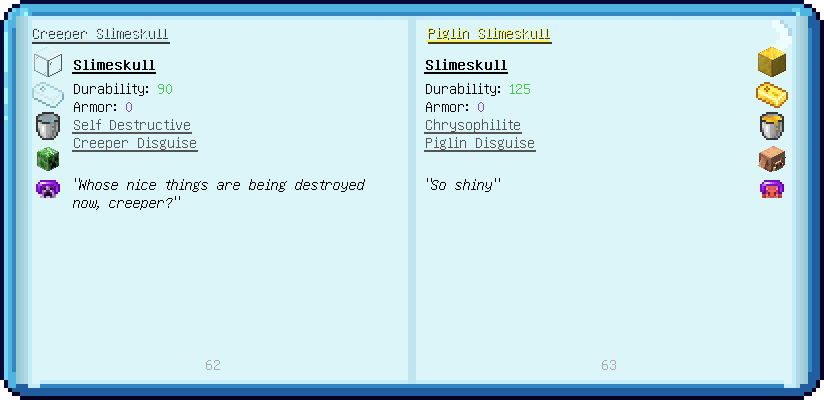 Creeper Slimeskull
Slimeskull
Durability: 90
Armor: 0
Self Destructive
Creeper Disguise
"Whose nice things are being destroyed
now, creeper?"
62
Piglin Slimeskull
Slimeskull
Durability: 125
Armor: 0
Chrysophilite
Piglin Disguise
"So shiny"
63